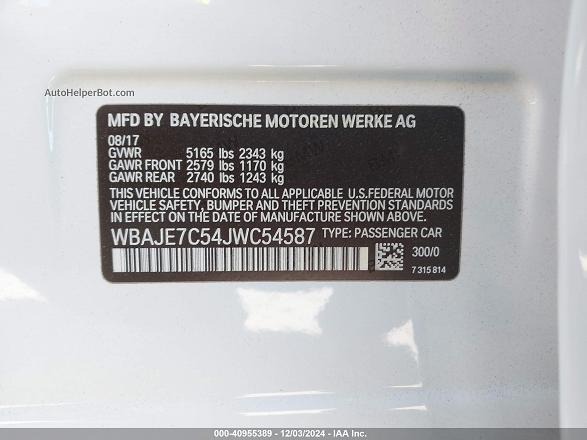 AutoHelperBot.com
MFD BY BAYERISCHE MOTOREN WERKE AG
08/17
GVWR 5165 lbs 2343 kg
GAWR FRONT 2579 lbs 1170 kg
GAWR REAR 2740 lbs 1243 kg
THIS VEHICLE CONFORMS TO ALL APPLICABLE U.S.FEDERAL MOTOR
VEHICLE SAFETY, BUMPER AND THEFT PREVENTION STANDARDS IN
EFFECT ON THE DATE OF MANUFACTURE SHOWN ABOVE.
WBAJE7C54JWC54587 TYPE: PASSENGER CAR
300/0
7 315 814
000-40955389 - 12/03/2024 - IAA Inc.